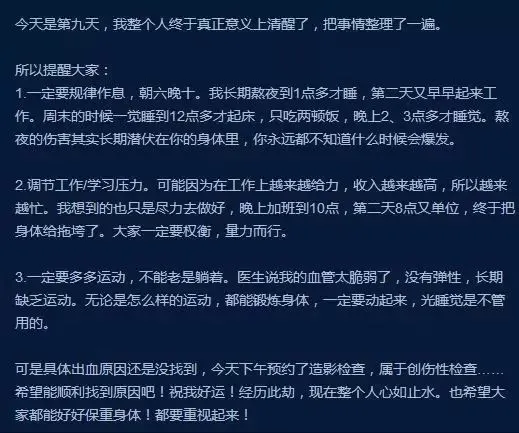 今天是第九天，我整个人终于真正意义上清醒了，把事情整理了一遍。
所以提醒大家：
1.一定要规律作息，朝六晚十。我长期熬夜到1点多才睡，第二天又早早起来工
作。周末的时候一觉睡到12点多才起床，只吃两顿饭，晚上2、3点多才睡觉。熬
夜的伤害其实长期潜伏在你的身体里，你永远都不知道什么时候会爆发。
2.调节工作/学习压力。可能因为在工作上越来越给力，收入越来越高，所以越来
越忙。我想到的也只是尽力去做好，晚上加班到10点，第二天8点又单位，终于把
身体给拖垮了。大家一定要权衡，量力而行。
3.一定要多多运动，不能老是躺着。医生说我的血管太脆弱了，没有弹性，长期
缺乏运动。无论是怎么样的运动，都能锻炼身体，一定要动起来，光睡觉是不管
用的。
可是具体出血原因还是没找到，今天下午预约了造影检查，属于创伤性检查……
希望能顺利找到原因吧！祝我好运！经历此劫，现在整个人心如止水。也希望大
家都能好好保重身体！都要重视起来！